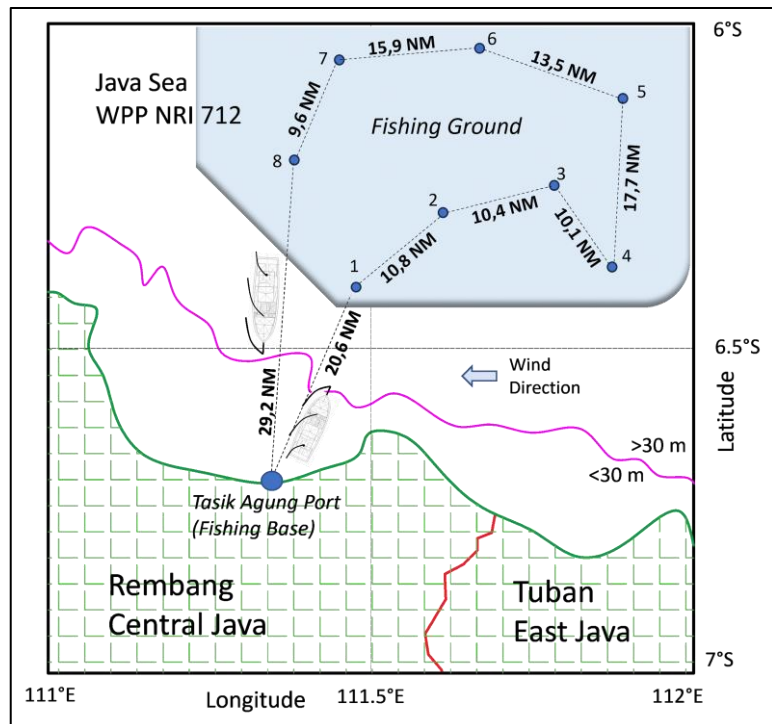 6°S
7
15,9 NM
6
13,5 NM
5
Java Sea
WPP NRI 712
9,6 NM
Fishing Ground
8
3
17,7 NM
2
10,4 NM
10,1 NM
4
10,8 NM
1
6.5°S
20,6 NM
Wind
Direction
Latitude
29,2 NM
>30 m
<30 m
Tasik Agung Port
(Fishing Base)
Rembang
Central Java
Tuban
East Java
7°S
111°E
Longitude
111.5°E
112°E